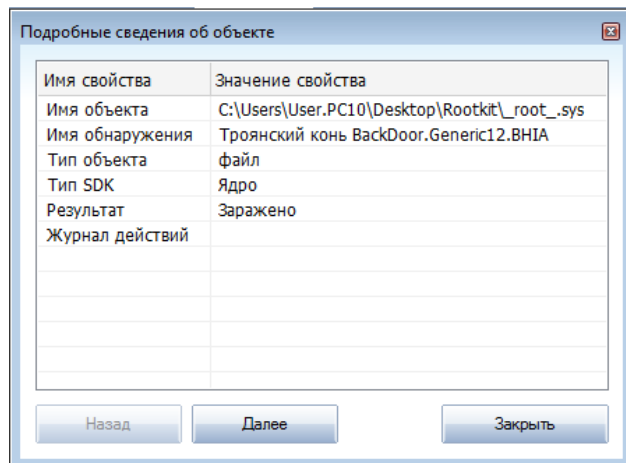 Подробные сведения об объекте
Имя свойства Значение свойства
Имя объекта C:\Users\User.PC10\Desktop\Rootkit\_root_.sys
Имя обнаружения Троянский конь BackDoor.Generic12.BHIA
Тип объекта файл
Тип SDK Ядро
Результат Заражено
Журнал действий
Назад Далее Закрыть